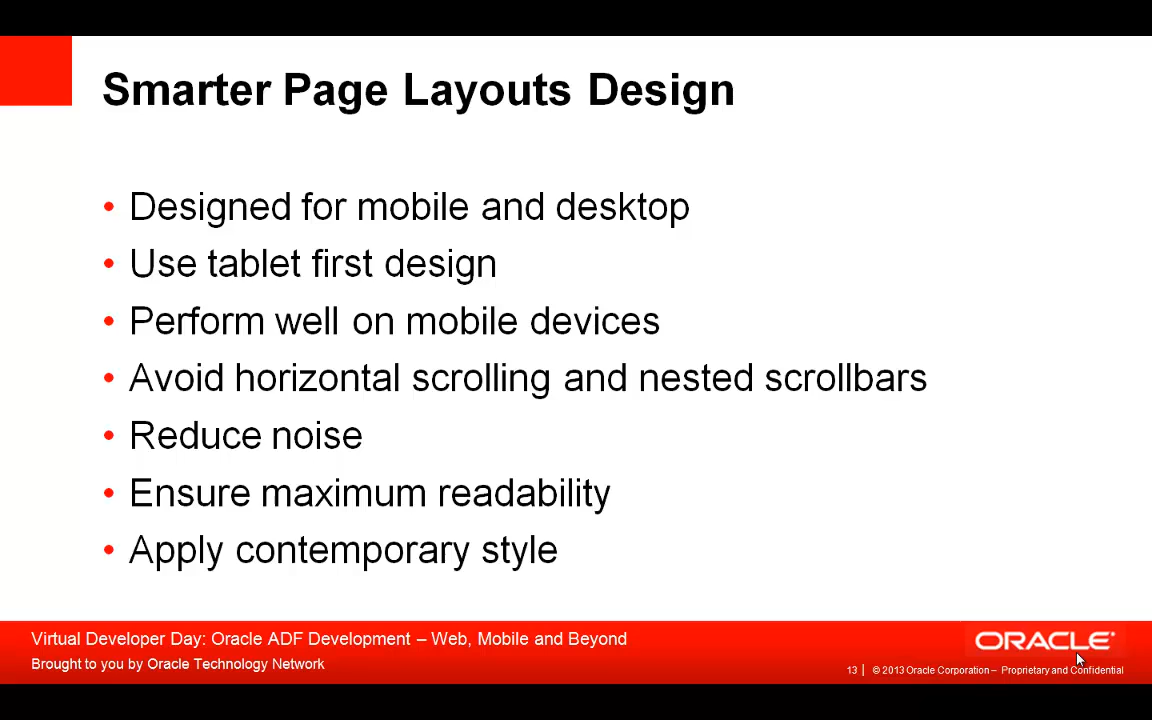 Smarter Page Layouts Design
• Designed for mobile and desktop
• Use tablet first design
• Perform well on mobile devices
• Avoid horizontal scrolling and nested scrollbars
• Reduce noise
• Ensure maximum readability
• Apply contemporary style
Virtual Developer Day: Oracle ADF Development – Web, Mobile and Beyond
Brought to you by Oracle Technology Network
ORACLE®
13 | © 2013 Oracle Corporation – Proprietary and Confidential